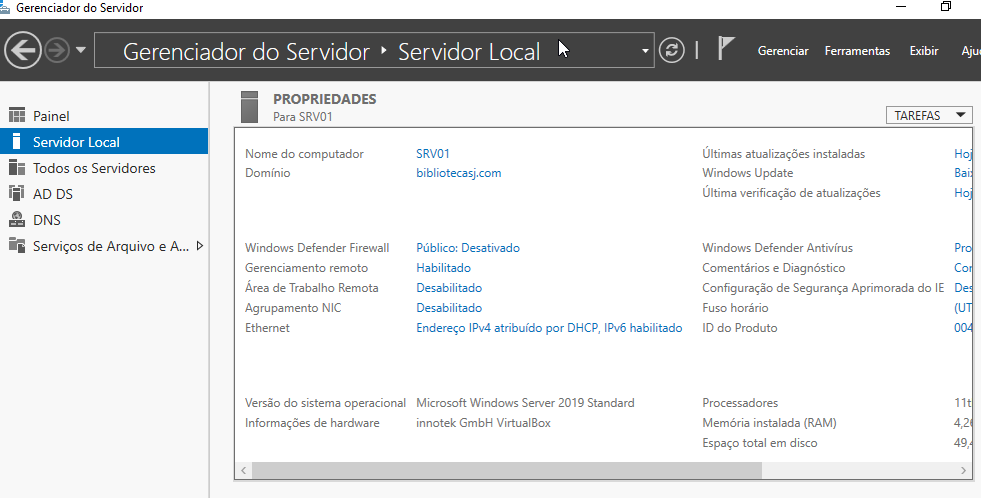 Gerenciador do Servidor
Gerenciador do Servidor ‣ Servidor Local
Gerenciar Ferramentas Exibir Aju
Painel
Servidor Local
Todos os Servidores
AD DS
DNS
Serviços de Arquivo e A...
PROPRIEDADES
Para SRV01
TAREFAS
Nome do computador SRV01 Últimas atualizações instaladas Hoj
Domínio bibliotecasj.com Windows Update Baix
Última verificação de atualizações Hoj
Windows Defender Firewall Público: Desativado Windows Defender Antivírus Pro
Gerenciamento remoto Habilitado Comentários e Diagnóstico Con
Área de Trabalho Remota Desabilitado Configuração de Segurança Aprimorada do IE Des
Agrupamento NIC Desabilitado Fuso horário (UT
Ethernet Endereço IPv4 atribuído por DHCP, IPv6 habilitado ID do Produto 004
Versão do sistema operacional Microsoft Windows Server 2019 Standard Processadores 11t
Informações de hardware innotek GmbH VirtualBox Memória instalada (RAM) 4,26
Espaço total em disco 49,4